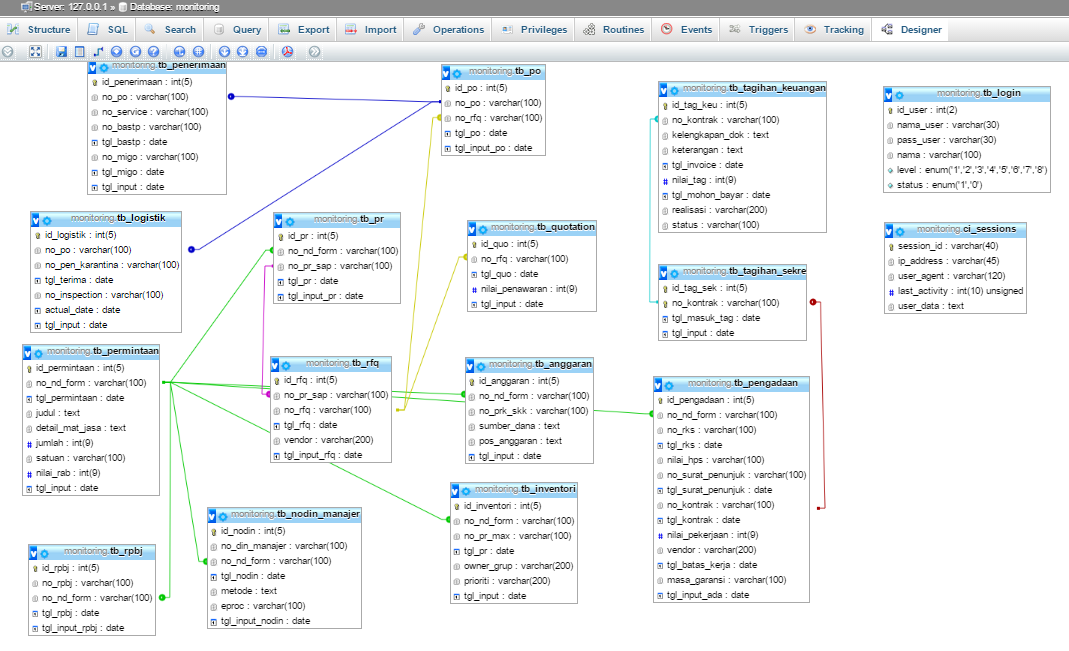 Server: 127.0.0.1 » Database: monitoring
Structure SQL Search Query Export Import Operations Privileges Routines Events Triggers Tracking Designer
monitoring.tb_penerimaan
id_penerimaan : int(5)
no_po : varchar(100)
no_service : varchar(100)
no_bastp : varchar(100)
tgl_bastp : date
no_migo : varchar(100)
tgl_migo : date
tgl_input : date
monitoring.tb_po
id_po : int(5)
no_po : varchar(100)
no_rfq : varchar(100)
tgl_po : date
tgl_input_po : date
monitoring.tb_tagihan_keuangan
id_tag_keu : int(5)
no_kontrak : varchar(100)
kelengkapan_dok : text
keterangan : text
tgl_invoice : date
nilai_tag : int(9)
tgl_mohon_bayar : date
realisasi : varchar(200)
status : varchar(100)
monitoring.tb_login
id_user : int(2)
nama_user : varchar(30)
pass_user : varchar(30)
nama : varchar(100)
level : enum('1','2','3','4','5','6','7','8')
status : enum('1','0')
monitoring.tb_logistik
id_logistik : int(5)
no_po : varchar(100)
no_pen_karantina : varchar(100)
tgl_terima : date
no_inspection : varchar(100)
actual_date : date
tgl_input : date
monitoring.tb_pr
id_pr : int(5)
no_nd_form : varchar(100)
no_pr_sap : varchar(100)
tgl_pr : date
tgl_input_pr : date
monitoring.tb_quotation
id_quo : int(5)
no_rfq : varchar(100)
tgl_quo : date
nilai_penawaran : int(9)
tgl_input : date
monitoring.ci_sessions
session_id : varchar(40)
ip_address : varchar(45)
user_agent : varchar(120)
last_activity : int(10) unsigned
user_data : text
monitoring.tb_tagihan_sekre
id_tag_sek : int(5)
no_kontrak : varchar(100)
tgl_masuk_tag : date
tgl_input : date
monitoring.tb_permintaan
id_permintaan : int(5)
no_nd_form : varchar(100)
tgl_permintaan : date
judul : text
detail_mat_jasa : text
jumlah : int(9)
satuan : varchar(100)
nilai_rab : int(9)
tgl_input : date
monitoring.tb_rfq
id_rfq : int(5)
no_pr_sap : varchar(100)
no_rfq : varchar(100)
tgl_rfq : date
vendor : varchar(200)
tgl_input_rfq : date
monitoring.tb_anggaran
id_anggaran : int(5)
no_nd_form : varchar(100)
no_prk_skk : varchar(100)
sumber_dana : text
pos_anggaran : text
tgl_input : date
monitoring.tb_pengadaan
id_pengadaan : int(5)
no_nd_form : varchar(100)
no_rks : varchar(100)
tgl_rks : date
nilai_hps : varchar(100)
no_surat_penunjuk : varchar(100)
tgl_surat_penunjuk : date
no_kontrak : varchar(100)
tgl_kontrak : date
nilai_pekerjaan : int(9)
vendor : varchar(200)
tgl_batas_kerja : date
masa_garansi : varchar(100)
tgl_input_ada : date
monitoring.tb_inventori
id_inventori : int(5)
no_nd_form : varchar(100)
no_pr_max : varchar(100)
tgl_pr : date
owner_grup : varchar(200)
prioriti : varchar(200)
tgl_input : date
monitoring.tb_nodin_manajer
id_nodin : int(5)
no_din_manajer : varchar(100)
no_nd_form : varchar(100)
tgl_nodin : date
metode : text
eproc : varchar(100)
tgl_input_nodin : date
monitoring.tb_rpbj
id_rpbj : int(5)
no_rpbj : varchar(100)
no_nd_form : varchar(100)
tgl_rpbj : date
tgl_input_rpbj : date